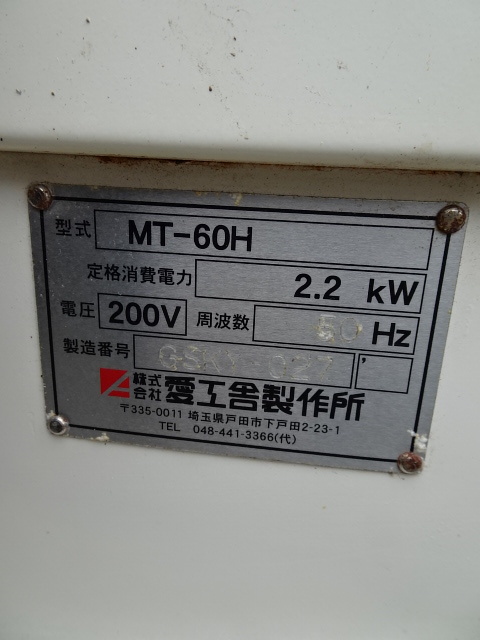 型式 MT-60H
定格消費電力 2.2 kW
電圧 200V 周波数 Hz
製造番号
株式会社 愛工舎製作所
〒335-0011 埼玉県戸田市下戸田2-23-1
TEL 048-441-3366(代)